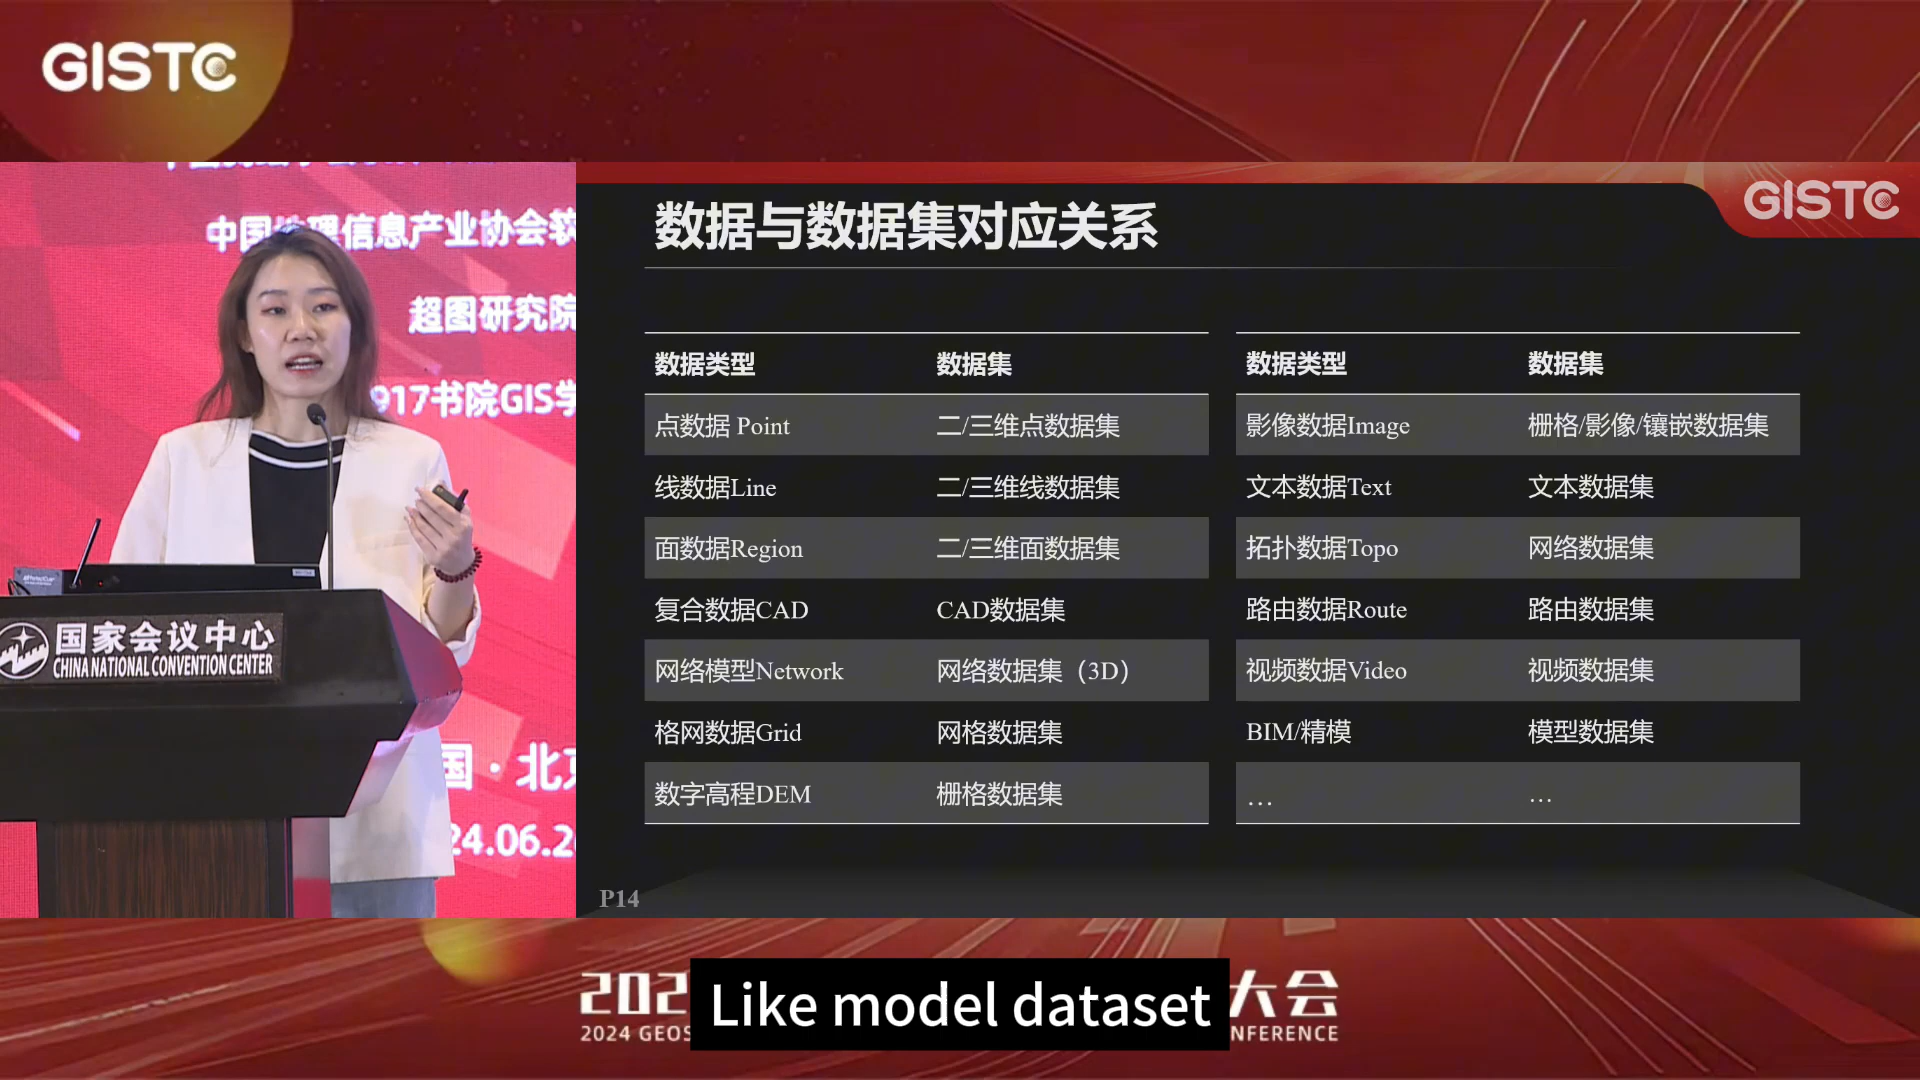 GISTC
中国地理信息产业协会软
超图研究院
917书院GIS学
国家会议中心
CHINA NATIONAL CONVENTION CENTER
国·北京
24.06.2
GISTC
数据与数据集对应关系
数据类型 数据集
点数据 Point 二/三维点数据集
线数据Line 二/三维线数据集
面数据Region 二/三维面数据集
复合数据CAD CAD数据集
网络模型Network 网络数据集（3D）
格网数据Grid 网格数据集
数字高程DEM 栅格数据集
数据类型 数据集
影像数据Image 栅格/影像/镶嵌数据集
文本数据Text 文本数据集
拓扑数据Topo 网络数据集
路由数据Route 路由数据集
视频数据Video 视频数据集
BIM/精模 模型数据集
… …
P14
202 大会
2024 GEOS NFERENCE
Like model dataset